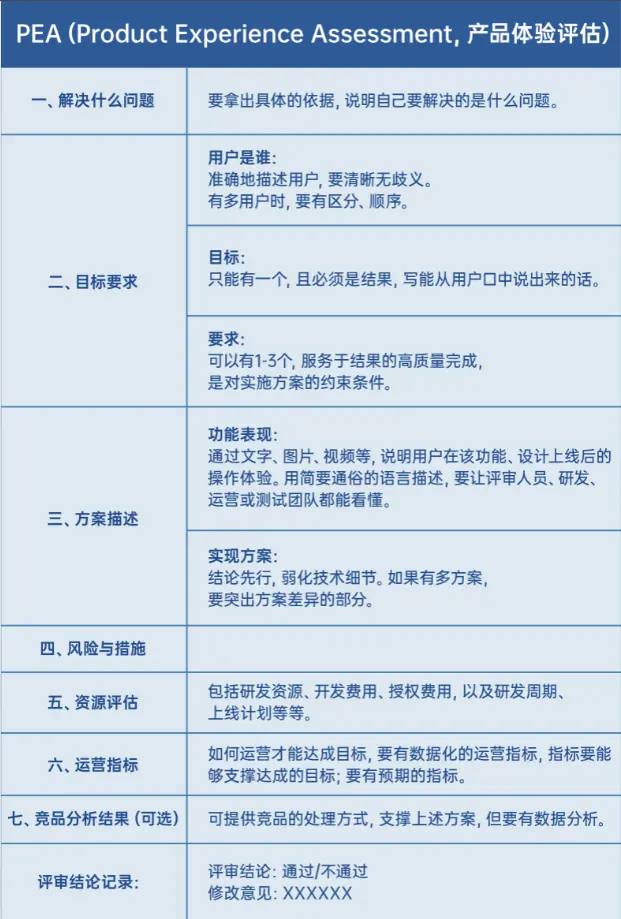 PEA (Product Experience Assessment, 产品体验评估)
一、解决什么问题
要拿出具体的依据, 说明自己要解决的是什么问题。
二、目标要求
用户是谁:
准确地描述用户, 要清晰无歧义。
有多用户时, 要有区分、顺序。
目标:
只能有一个, 且必须是结果, 写能从用户口中说出来的话。
要求:
可以有1-3个, 服务于结果的高质量完成,
是对实施方案的约束条件。
三、方案描述
功能表现:
通过文字、图片、视频等, 说明用户在该功能、设计上线后的
操作体验。用简要通俗的语言描述, 要让评审人员、研发、
运营或测试团队都能看懂。
实现方案:
结论先行, 弱化技术细节。如果有多方案,
要突出方案差异的部分。
四、风险与措施
五、资源评估
包括研发资源、开发费用、授权费用, 以及研发周期、
上线计划等等。
六、运营指标
如何运营才能达成目标, 要有数据化的运营指标, 指标要能
够支撑达成的目标; 要有预期的指标。
七、竞品分析结果 (可选)
可提供竞品的处理方式, 支撑上述方案, 但要有数据分析。
评审结论记录:
评审结论: 通过/不通过
修改意见: XXXXXX